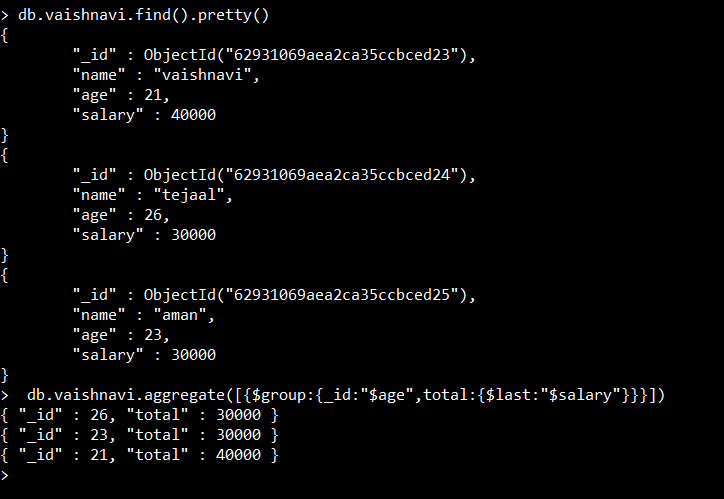 > db.vaishnavi.find().pretty()
{
        "_id" : ObjectId("62931069aea2ca35ccbced23"),
        "name" : "vaishnavi",
        "age" : 21,
        "salary" : 40000
}
{
        "_id" : ObjectId("62931069aea2ca35ccbced24"),
        "name" : "tejaal",
        "age" : 26,
        "salary" : 30000
}
{
        "_id" : ObjectId("62931069aea2ca35ccbced25"),
        "name" : "aman",
        "age" : 23,
        "salary" : 30000
}
>  db.vaishnavi.aggregate([{$group:{_id:"$age",total:{$last:"$salary"}}}])
{ "_id" : 26, "total" : 30000 }
{ "_id" : 23, "total" : 30000 }
{ "_id" : 21, "total" : 40000 }
>